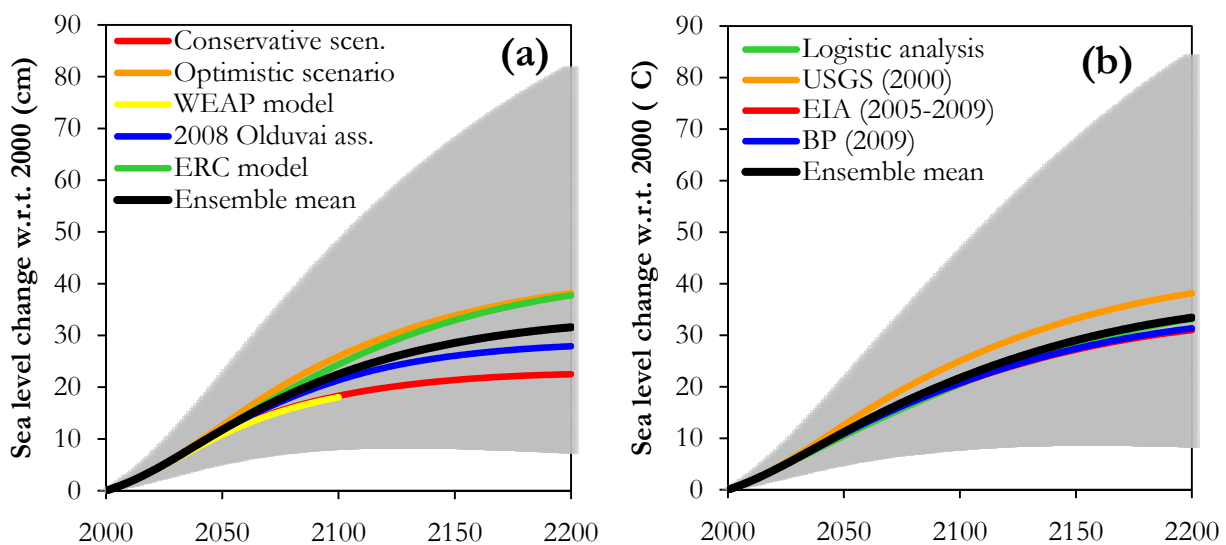 Sea level change w.r.t. 2000 (cm)
90
80
70
60
50
40
30
20
10
0
Conservative scen.
Optimistic scenario
WEAP model
2008 Olduvai ass.
ERC model
Ensemble mean
(a)
2000 2050 2100 2150 2200
Sea level change w.r.t. 2000 ( C)
90
80
70
60
50
40
30
20
10
0
Logistic analysis
USGS (2000)
EIA (2005-2009)
BP (2009)
Ensemble mean
(b)
2000 2050 2100 2150 2200